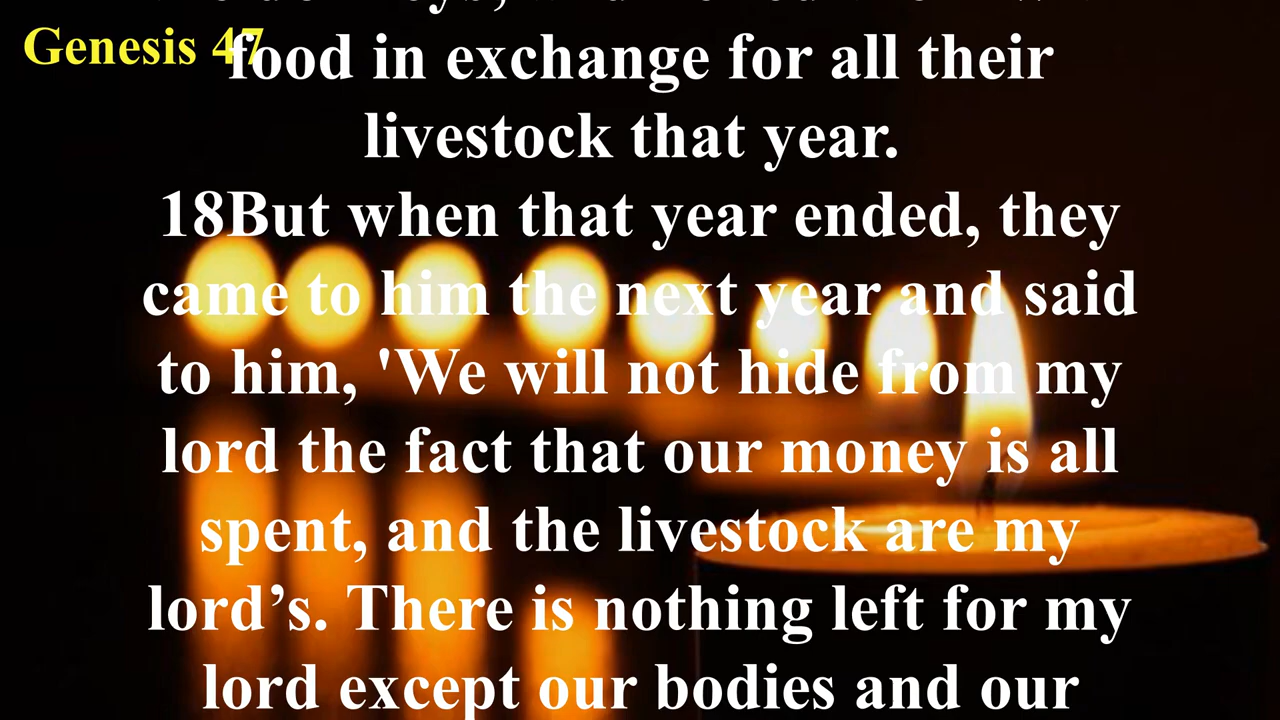 Genesis 47
food in exchange for all their
livestock that year.
18But when that year ended, they
came to him the next year and said
to him, 'We will not hide from my
lord the fact that our money is all
spent, and the livestock are my
lord’s. There is nothing left for my
lord except our bodies and our